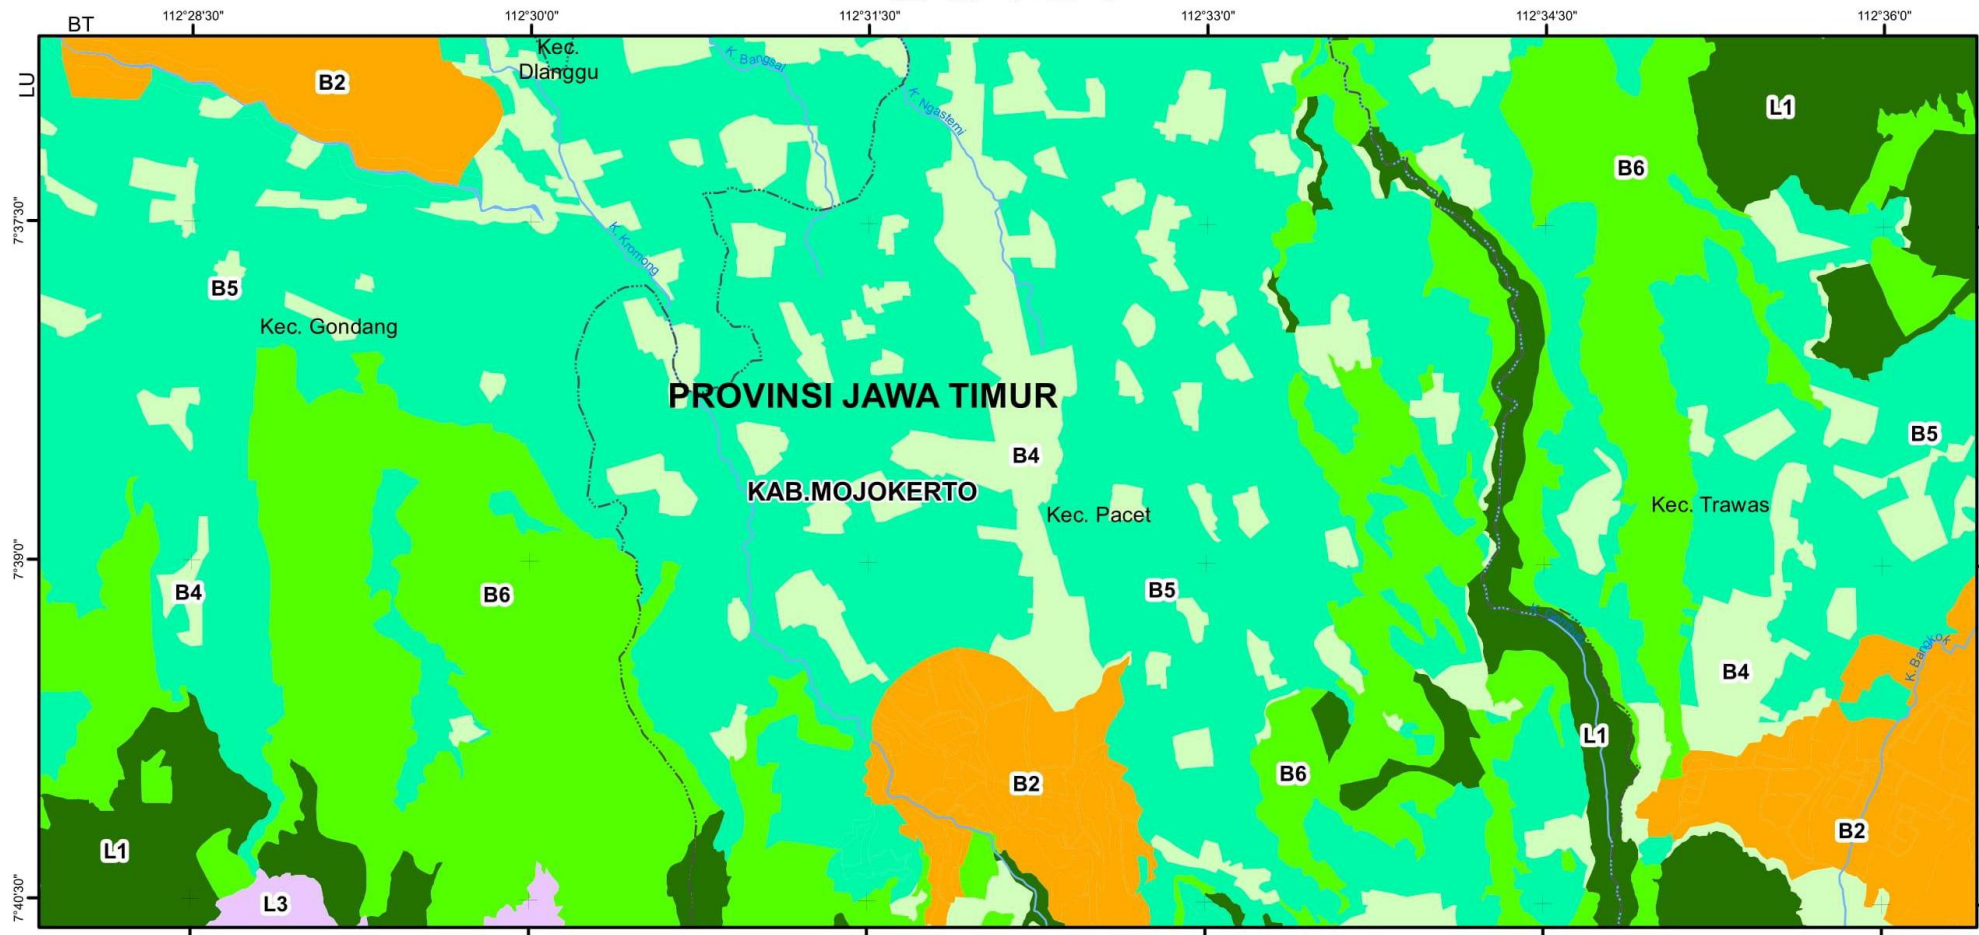 112°28'30"
112°30'0"
112°31'30"
112°33'0"
112°34'30"
112°36'0"
BT
LU
Kec.
Dlanggu
K. Bangsal
B2
K. Ngastemi
L1
B6
7°37'30"
K. Kromong
B5
Kec. Gondang
PROVINSI JAWA TIMUR
B5
B4
KAB.MOJOKERTO
Kec. Trawas
Kec. Pacet
7°39'0"
B4
B6
B5
K. Bangkok
B4
L1
B6
B2
B2
L1
7°40'30"
L3